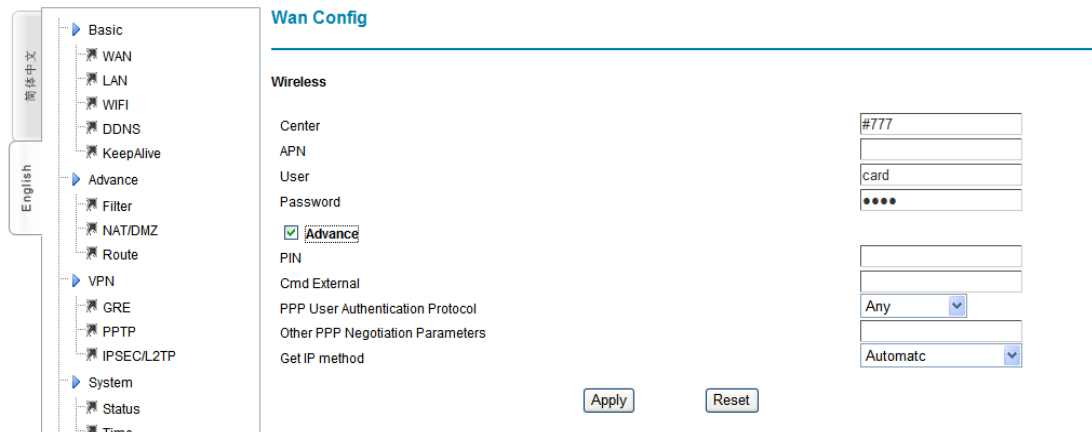 简体中文
English
Basic
WAN
LAN
WIFI
DDNS
KeepAlive
Advance
Filter
NAT/DMZ
Route
VPN
GRE
PPTP
IPSEC/L2TP
System
Status
Time
Wan Config
Wireless
Center #777
APN
User card
Password ••••
Advance
PIN
Cmd External
PPP User Authentication Protocol Any
Other PPP Negotiation Parameters
Get IP method Automatc
Apply Reset